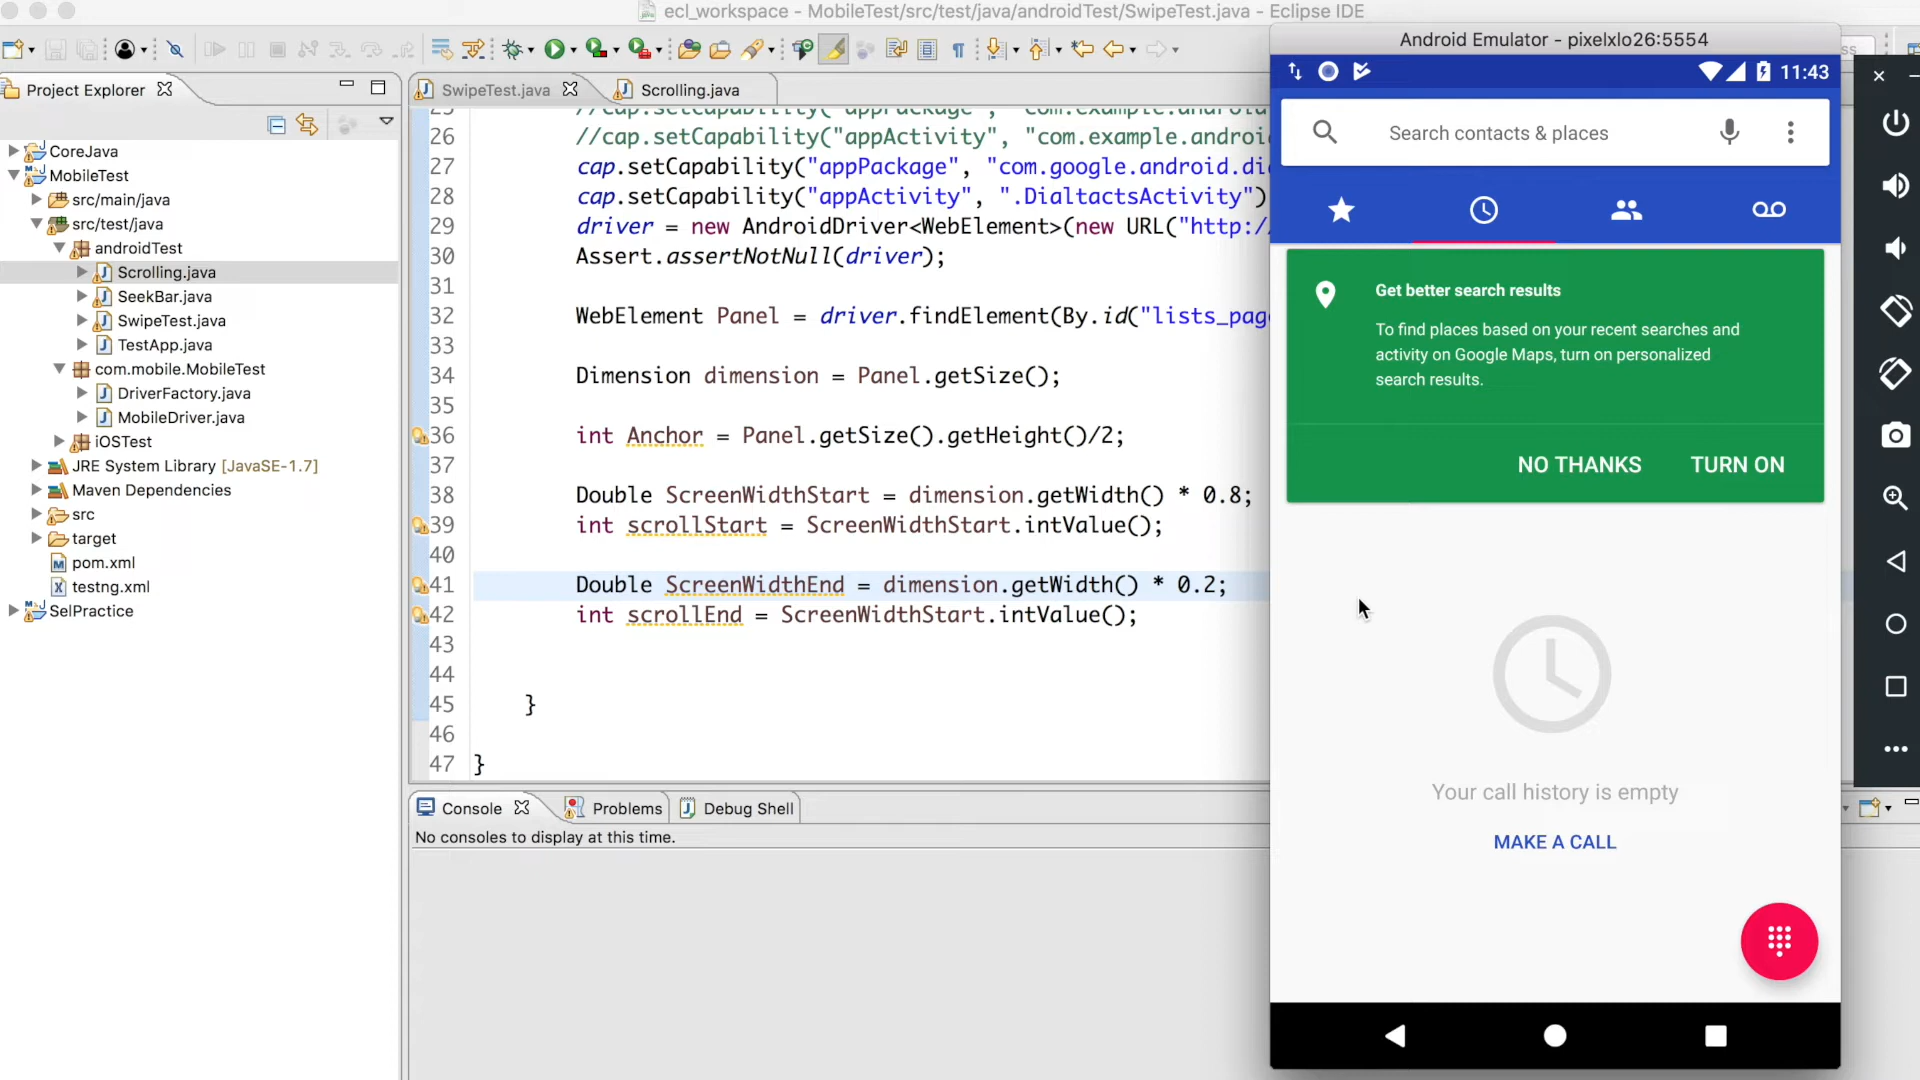 ecl_workspace - MobileTest/src/test/java/androidTest/SwipeTest.java - Eclipse IDE
Project Explorer
CoreJava
MobileTest
src/main/java
src/test/java
androidTest
Scrolling.java
SeekBar.java
SwipeTest.java
TestApp.java
com.mobile.MobileTest
DriverFactory.java
MobileDriver.java
iOSTest
JRE System Library [JavaSE-1.7]
Maven Dependencies
src
target
pom.xml
testng.xml
SelPractice
SwipeTest.java
Scrolling.java
25 //cap.setCapability("appPackage", "com.example.android
26 //cap.setCapability("appActivity", "com.example.androi
27 cap.setCapability("appPackage", "com.google.android.di
28 cap.setCapability("appActivity", ".DialtactsActivity")
29 driver = new AndroidDriver<WebElement>(new URL("http:/
30 Assert.assertNotNull(driver);
31
32 WebElement Panel = driver.findElement(By.id("lists_pag
33
34 Dimension dimension = Panel.getSize();
35
36 int Anchor = Panel.getSize().getHeight()/2;
37
38 Double ScreenWidthStart = dimension.getWidth() * 0.8;
39 int scrollStart = ScreenWidthStart.intValue();
40
41 Double ScreenWidthEnd = dimension.getWidth() * 0.2;
42 int scrollEnd = ScreenWidthStart.intValue();
43
44
45 }
46
47 }
Console
Problems
Debug Shell
No consoles to display at this time.
Android Emulator - pixelxlo26:5554
11:43
Search contacts & places
Get better search results
To find places based on your recent searches and
activity on Google Maps, turn on personalized
search results.
NO THANKS
TURN ON
Your call history is empty
MAKE A CALL